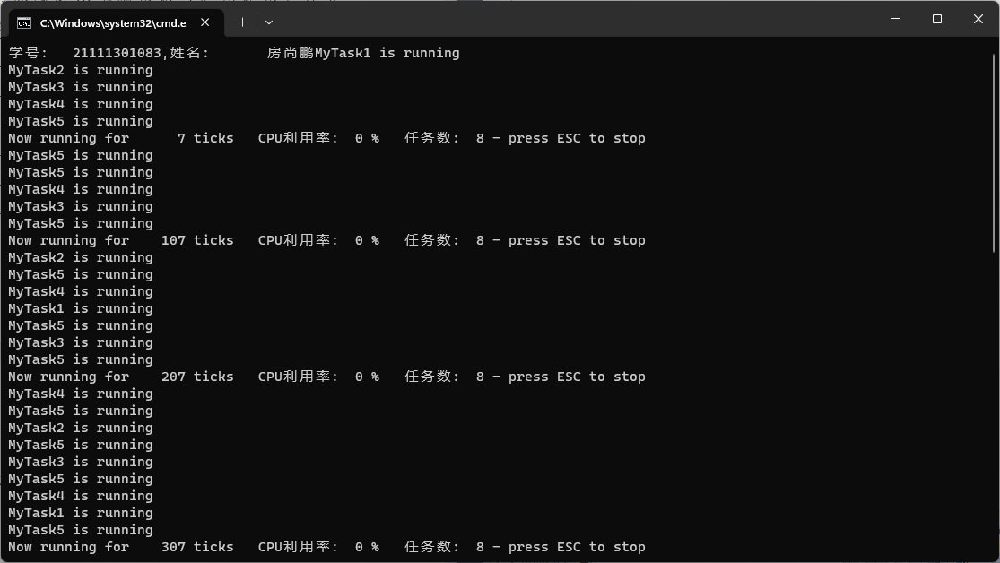 C:\Windows\system32\cmd.e:
学号:   21111301083,姓名:       房尚鹏MyTask1 is running
MyTask2 is running
MyTask3 is running
MyTask4 is running
MyTask5 is running
Now running for      7 ticks   CPU利用率:  0 %   任务数:  8 - press ESC to stop
MyTask5 is running
MyTask5 is running
MyTask4 is running
MyTask3 is running
MyTask5 is running
Now running for    107 ticks   CPU利用率:  0 %   任务数:  8 - press ESC to stop
MyTask2 is running
MyTask5 is running
MyTask4 is running
MyTask1 is running
MyTask5 is running
MyTask3 is running
MyTask5 is running
Now running for    207 ticks   CPU利用率:  0 %   任务数:  8 - press ESC to stop
MyTask4 is running
MyTask5 is running
MyTask2 is running
MyTask5 is running
MyTask3 is running
MyTask5 is running
MyTask4 is running
MyTask1 is running
MyTask5 is running
Now running for    307 ticks   CPU利用率:  0 %   任务数:  8 - press ESC to stop